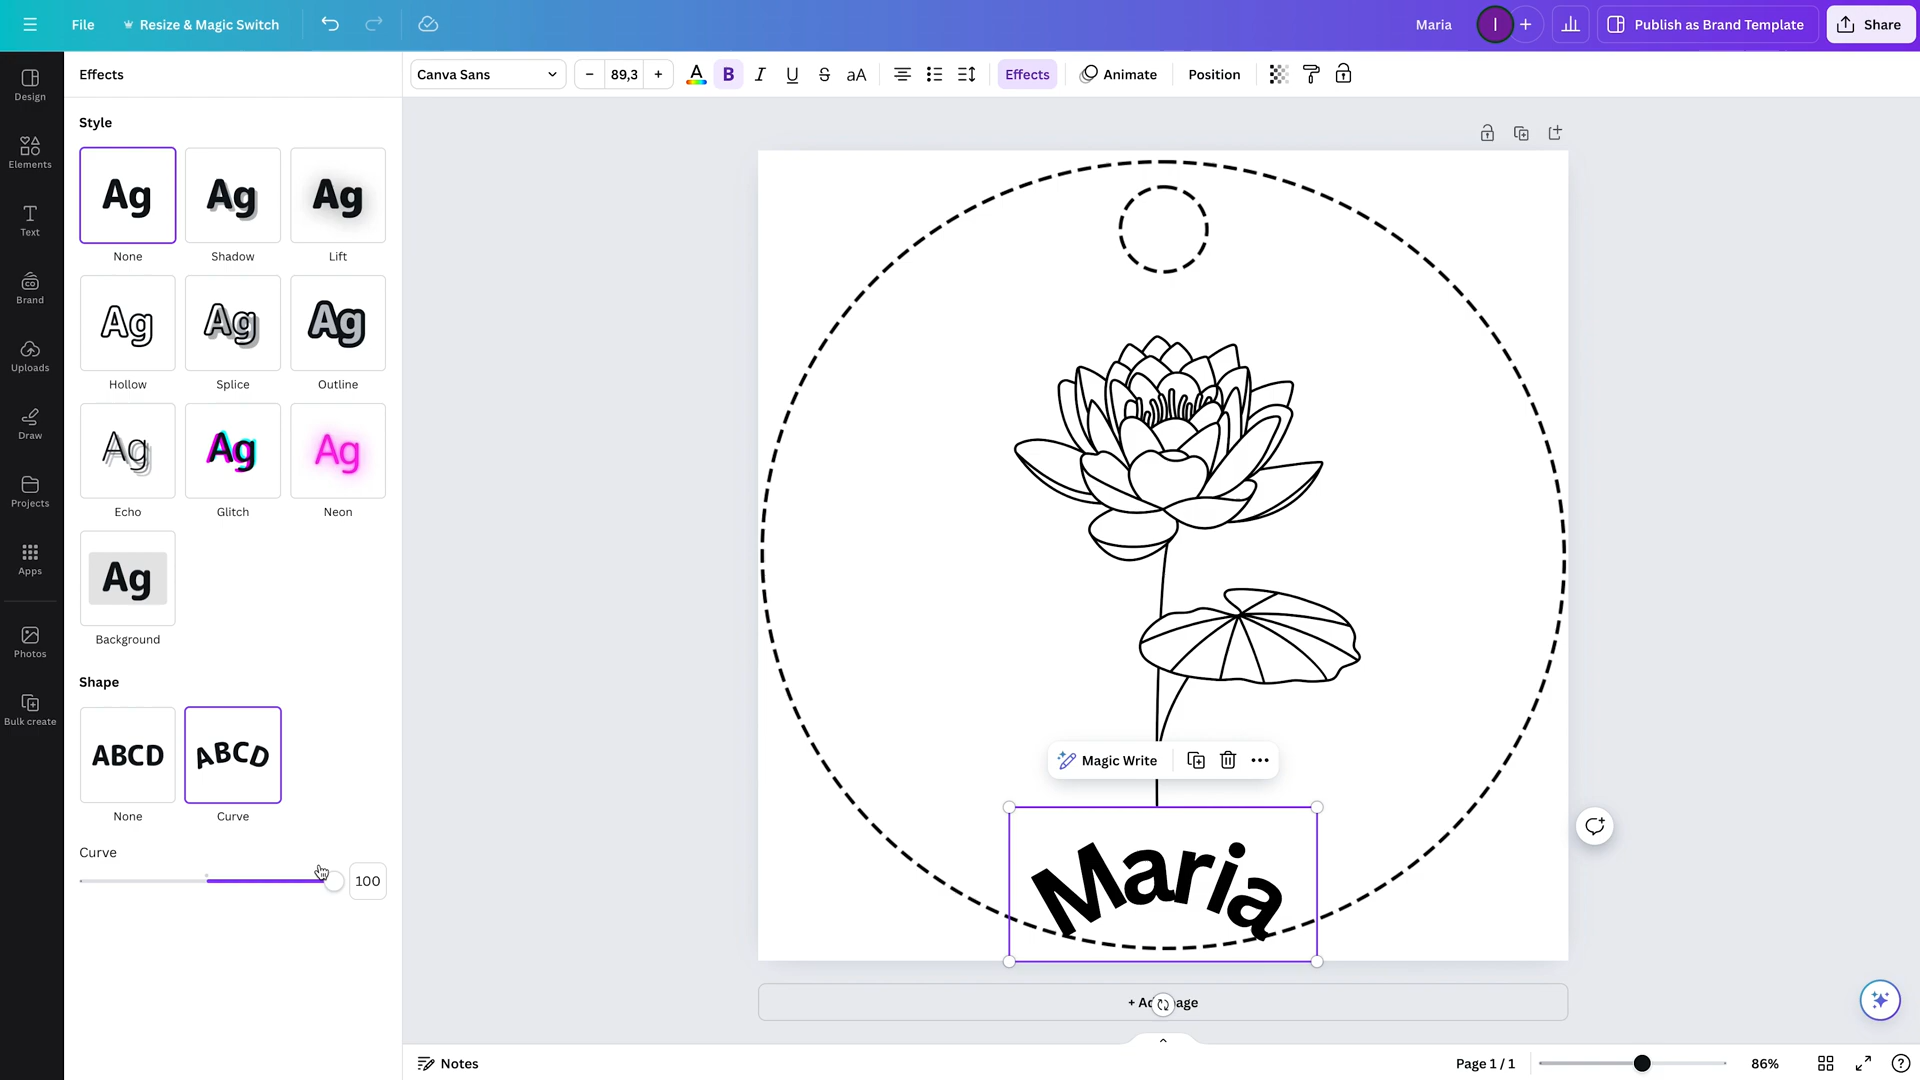 File
Resize & Magic Switch
Maria
I
Publish as Brand Template
Share
Design
Elements
Text
Brand
Uploads
Draw
Projects
Apps
Photos
Bulk create
Effects
Style
Ag
Ag
Ag
None
Shadow
Lift
Ag
Ag
Ag
Hollow
Splice
Outline
Ag
Ag
Ag
Echo
Glitch
Neon
Ag
Background
Shape
ABCD
ABCD
None
Curve
Curve
100
Canva Sans
89,3
A
B
I
U
S
aA
Effects
Animate
Position
Magic Write
Maria
Notes
Page 1 / 1
86%